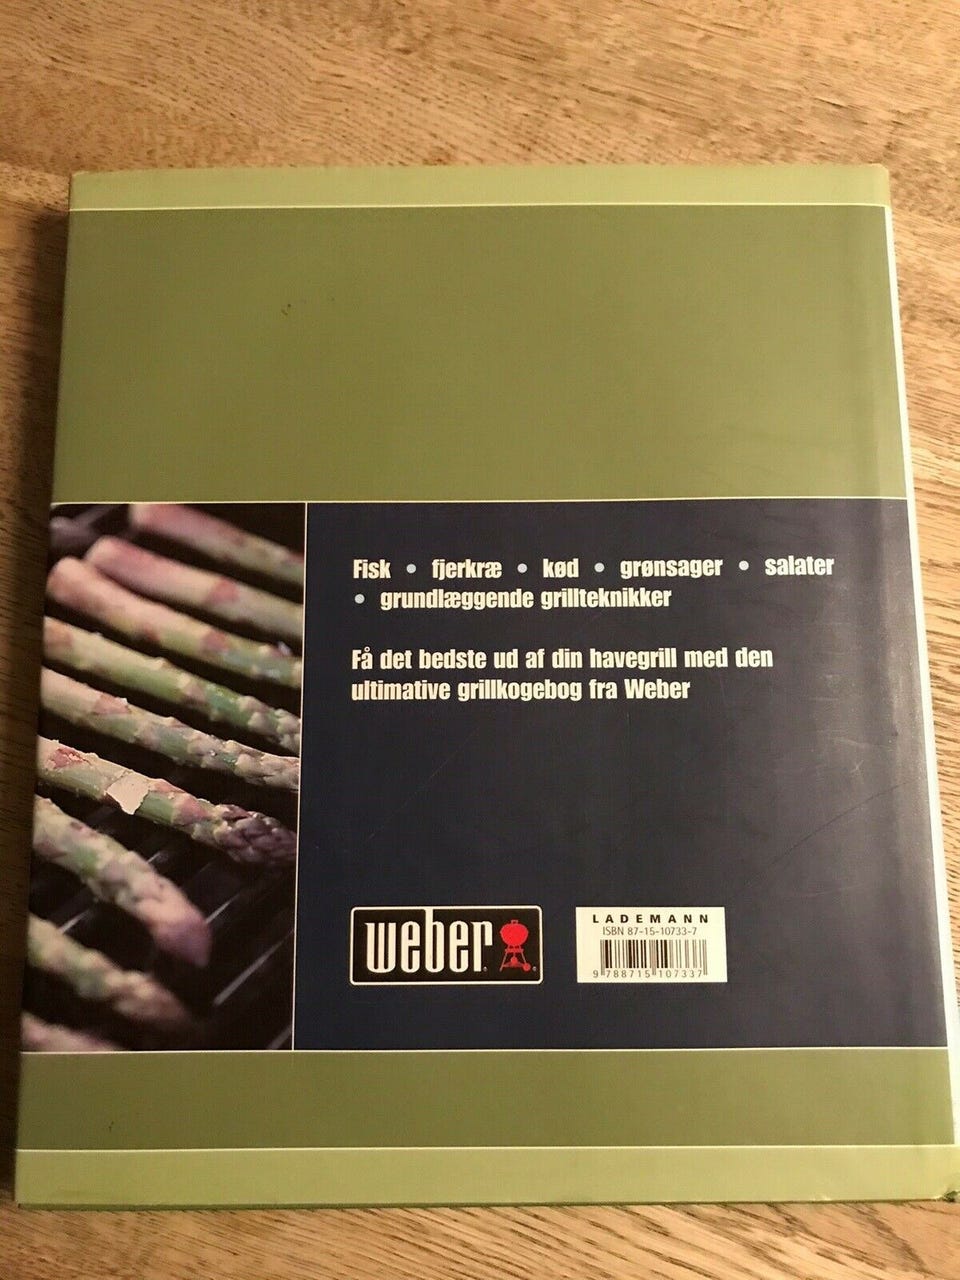 Fisk • fjerkræ • kød • grønsager • salater
• grundlæggende grillteknikker
Få det bedste ud af din havegrill med den
ultimative grillkogebog fra Weber
weber
LADEMANN
ISBN 87-15-10733-7
9 788715 107337